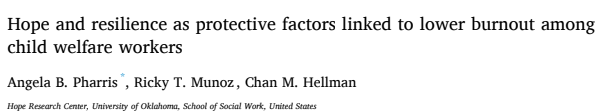 Hope and resilience as protective factors linked to lower burnout among
child welfare workers
Angela B. Pharris *, Ricky T. Munoz, Chan M. Hellman
Hope Research Center, University of Oklahoma, School of Social Work, United States